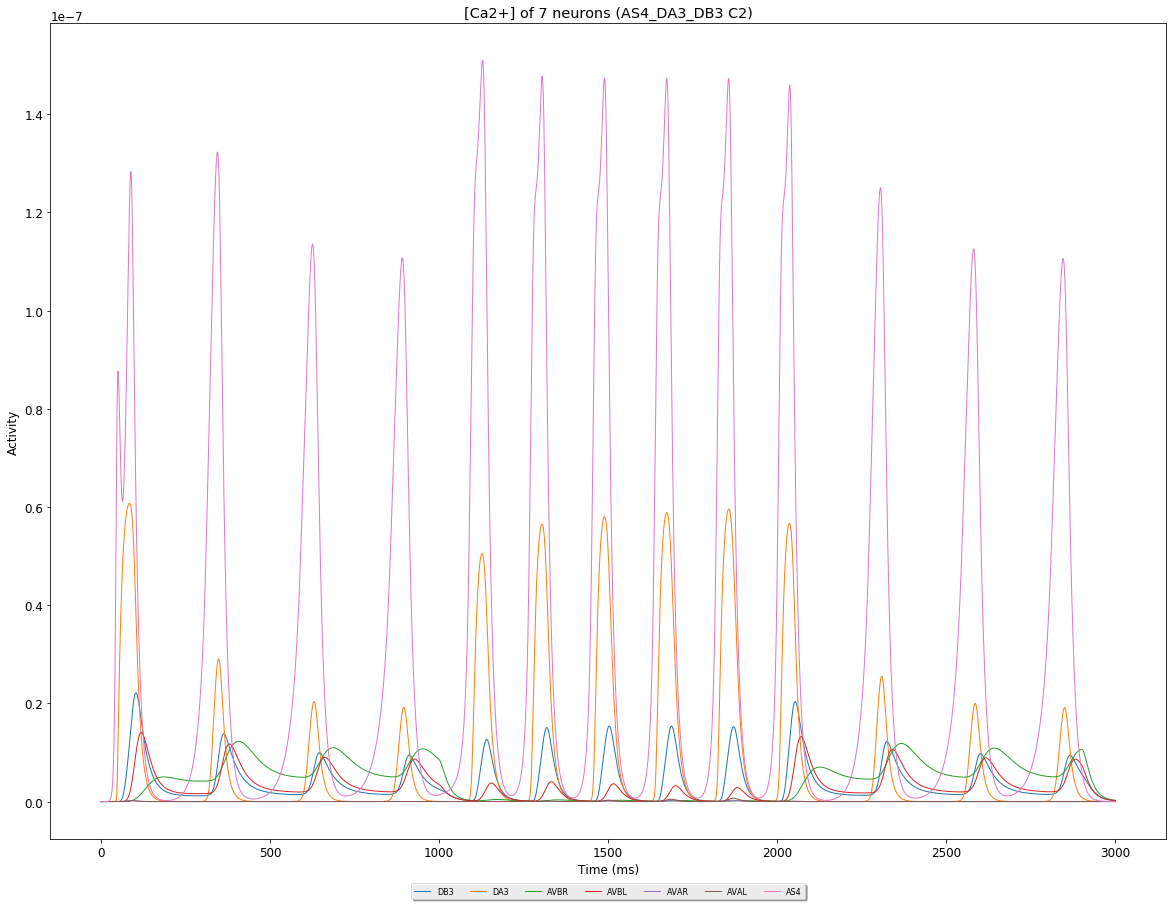 [Ca2+] of 7 neurons (AS4_DA3_DB3 C2)
1e−7
1.4
1.2
1.0
0.8
0.6
0.4
0.2
0.0
Activity
0 500 1000 1500 2000 2500 3000
Time (ms)
DB3 DA3 AVBR AVBL AVAR AVAL AS4